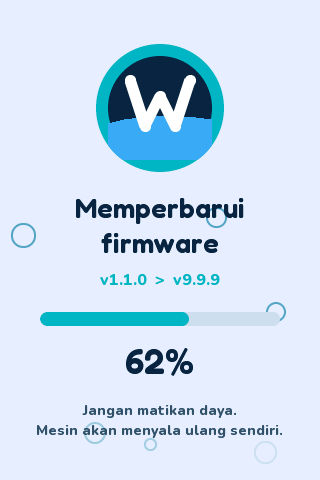 W
Memperbarui
firmware
v1.1.0 > v9.9.9
62%
Jangan matikan daya.
Mesin akan menyala ulang sendiri.